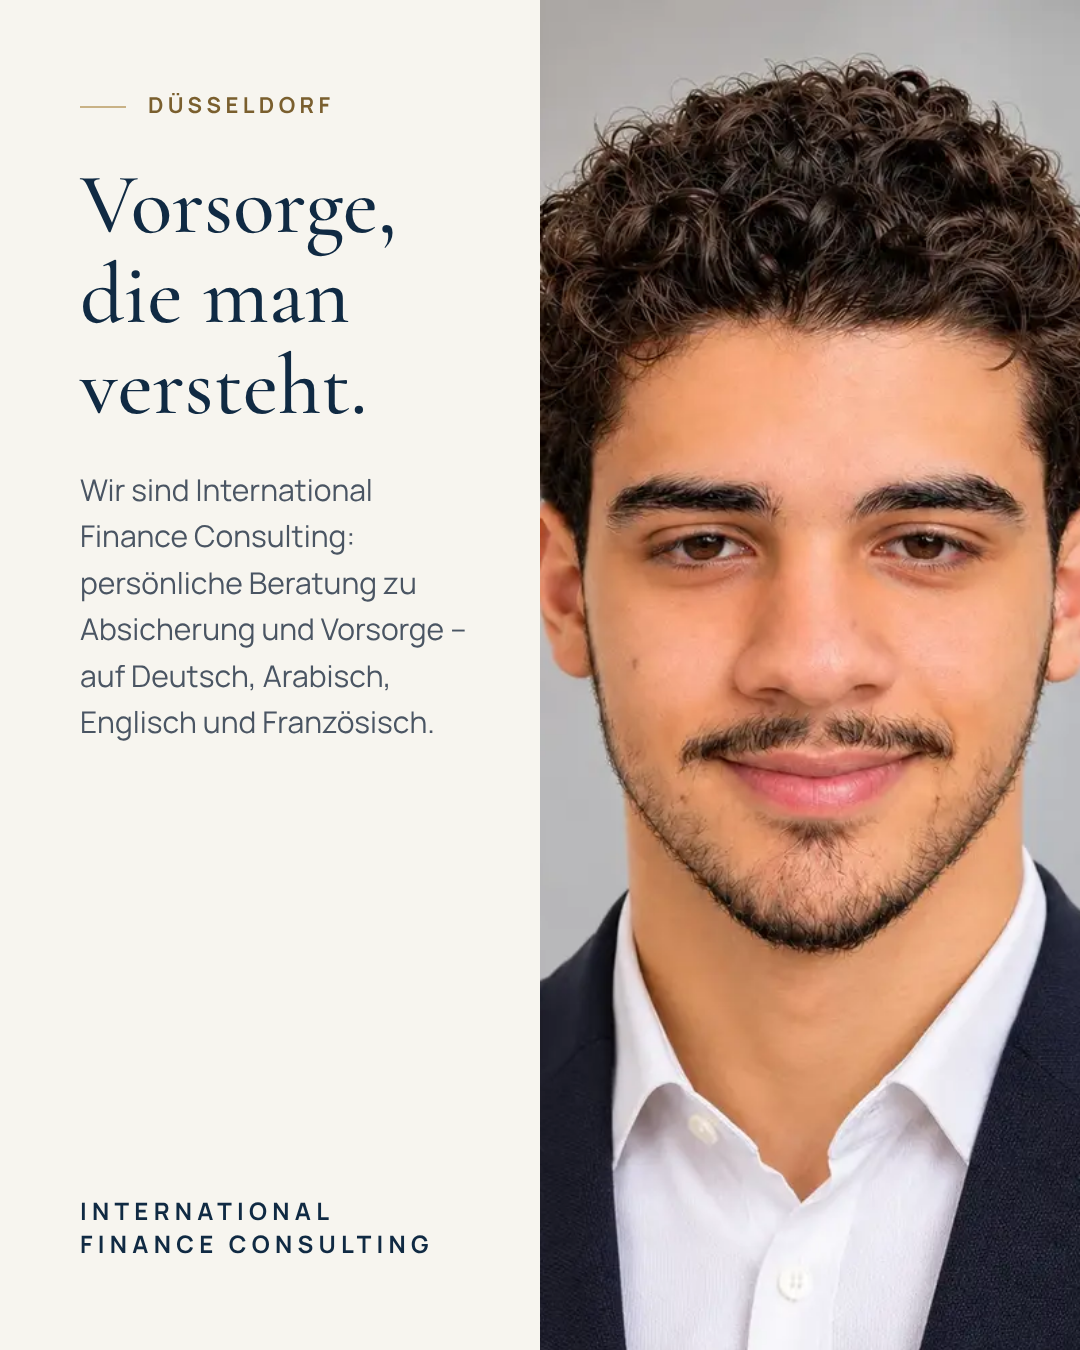 DÜSSELDORF
Vorsorge,
die man
versteht.
Wir sind International
Finance Consulting:
persönliche Beratung zu
Absicherung und Vorsorge –
auf Deutsch, Arabisch,
Englisch und Französisch.
INTERNATIONAL
FINANCE CONSULTING